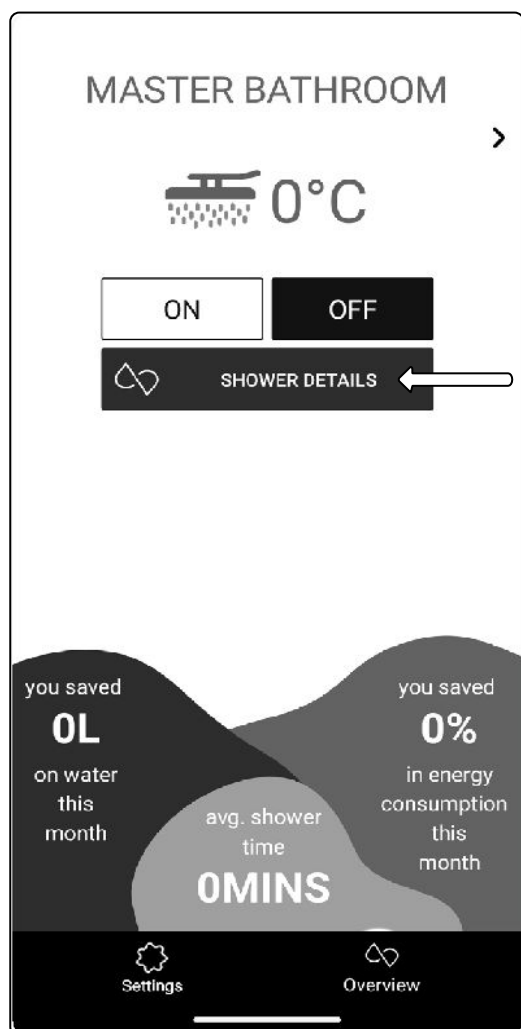 MASTER BATHROOM
0°C
ON
OFF
SHOWER DETAILS
you saved
0L
on water
this
month
you saved
0%
in energy
consumption
this
month
avg. shower
time
0MINS
Settings
Overview